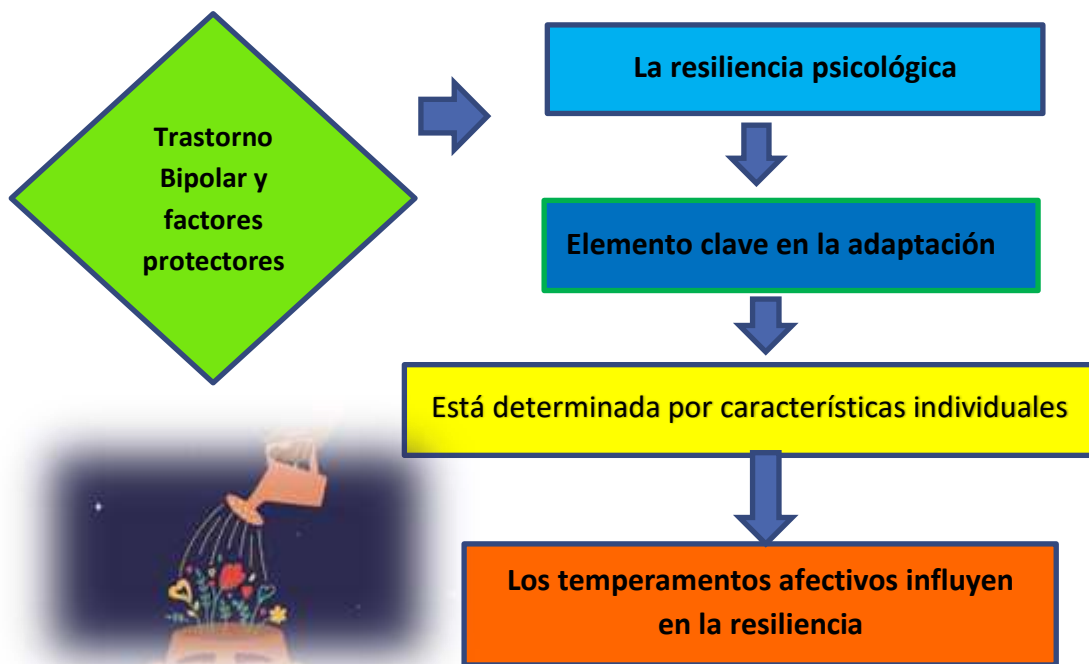 Trastorno
Bipolar y
factores
protectores
La resiliencia psicológica
Elemento clave en la adaptación
Está determinada por características individuales
Los temperamentos afectivos influyen
en la resiliencia